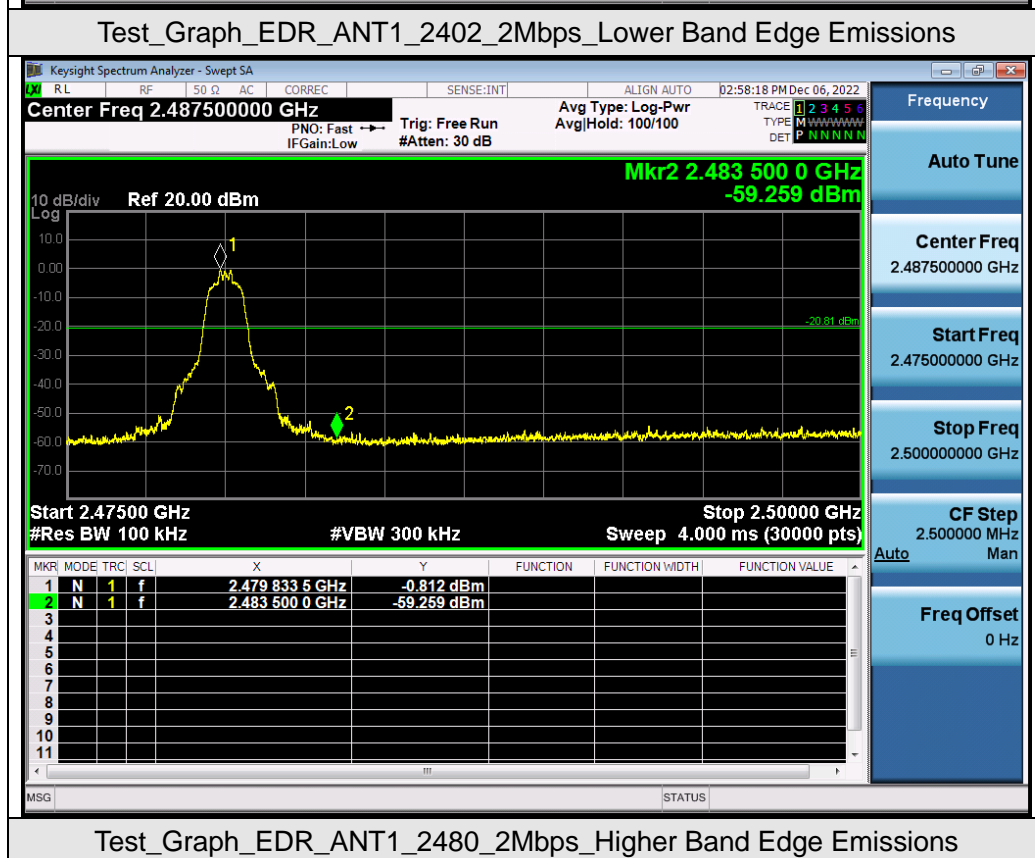 Test_Graph_EDR_ANT1_2402_2Mbps_Lower Band Edge Emissions
Keysight Spectrum Analyzer - Swept SA
LXI RL RF 50 Ω AC CORREC SENSE:INT ALIGN AUTO 02:58:18 PM Dec 06, 2022
Center Freq 2.487500000 GHz
PNO: Fast
IFGain:Low
Trig: Free Run
#Atten: 30 dB
Avg Type: Log-Pwr
Avg|Hold: 100/100
TRACE 1 2 3 4 5 6
TYPE M W W W W W
DET P N N N N N
Frequency
Auto Tune
Center Freq
2.487500000 GHz
Start Freq
2.475000000 GHz
Stop Freq
2.500000000 GHz
CF Step
2.500000 MHz
Auto Man
Freq Offset
0 Hz
Mkr2 2.483 500 0 GHz
-59.259 dBm
10 dB/div Ref 20.00 dBm
Log
10.0
0.00
-10.0
-20.0
-30.0
-40.0
-50.0
-60.0
-70.0
1
2
-20.81 dBm
Start 2.47500 GHz Stop 2.50000 GHz
#Res BW 100 kHz #VBW 300 kHz Sweep 4.000 ms (30000 pts)
MKR MODE TRC SCL X Y FUNCTION FUNCTION WIDTH FUNCTION VALUE
1 N 1 f 2.479 833 5 GHz -0.812 dBm
2 N 1 f 2.483 500 0 GHz -59.259 dBm
3
4
5
6
7
8
9
10
11
MSG STATUS
Test_Graph_EDR_ANT1_2480_2Mbps_Higher Band Edge Emissions